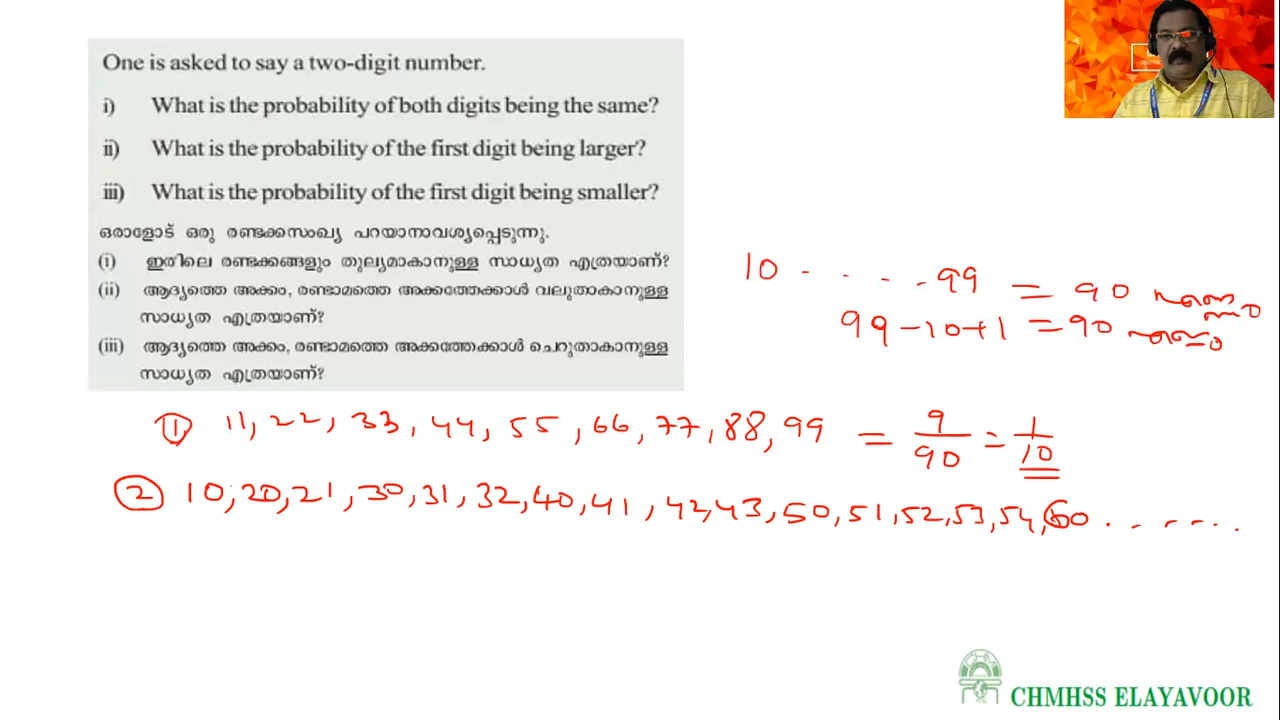 One is asked to say a two-digit number.
i) What is the probability of both digits being the same?
ii) What is the probability of the first digit being larger?
iii) What is the probability of the first digit being smaller?
ഒരാളോട് ഒരു രണ്ടക്കസംഖ്യ പറയാനാവശ്യപ്പെടുന്നു.
(i) ഇതിലെ രണ്ടക്കങ്ങളും തുല്യമാകാനുള്ള സാധ്യത എത്രയാണ്?
(ii) ആദ്യത്തെ അക്കം, രണ്ടാമത്തെ അക്കത്തേക്കാൾ വലുതാകാനുള്ള
സാധ്യത എത്രയാണ്?
(iii) ആദ്യത്തെ അക്കം, രണ്ടാമത്തെ അക്കത്തേക്കാൾ ചെറുതാകാനുള്ള
സാധ്യത എത്രയാണ്?
10 . . . . . 99 = 90
99 - 10 + 1 = 90
① 11, 22, 33, 44, 55, 66, 77, 88, 99 = 9/90 = 1/10
② 10, 20, 21, 30, 31, 32, 40, 41, 42, 43, 50, 51, 52, 53, 54, 60 . . . . . .
CHMHSS ELAYAVOOR